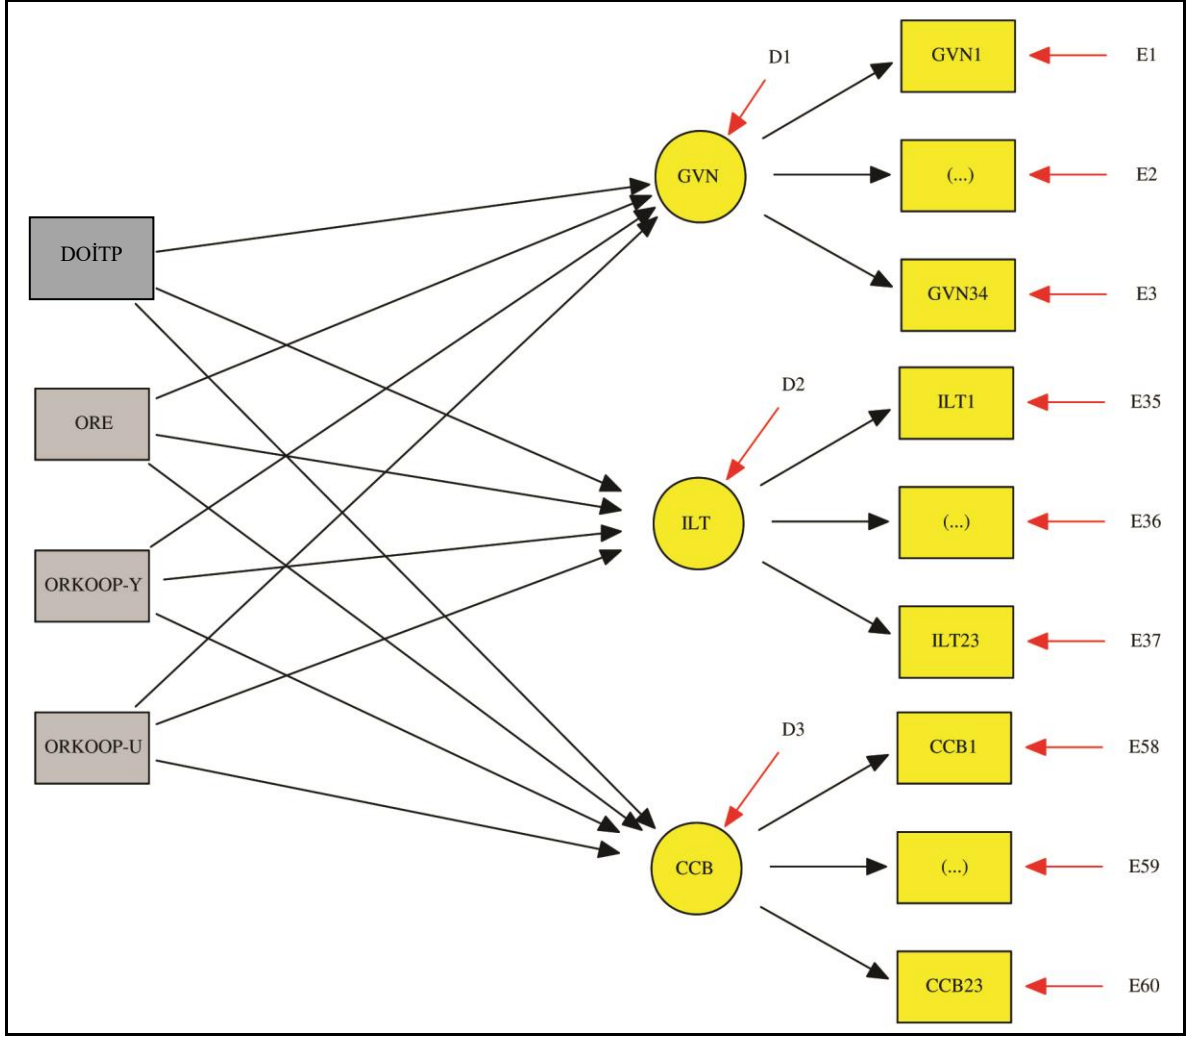 D1
GVN1
E1
GVN
(...)
E2
DOİTP
GVN34
E3
ORE
D2
ILT1
E35
ILT
(...)
E36
ORKOOP-Y
ILT23
E37
ORKOOP-U
D3
CCB1
E58
CCB
(...)
E59
CCB23
E60